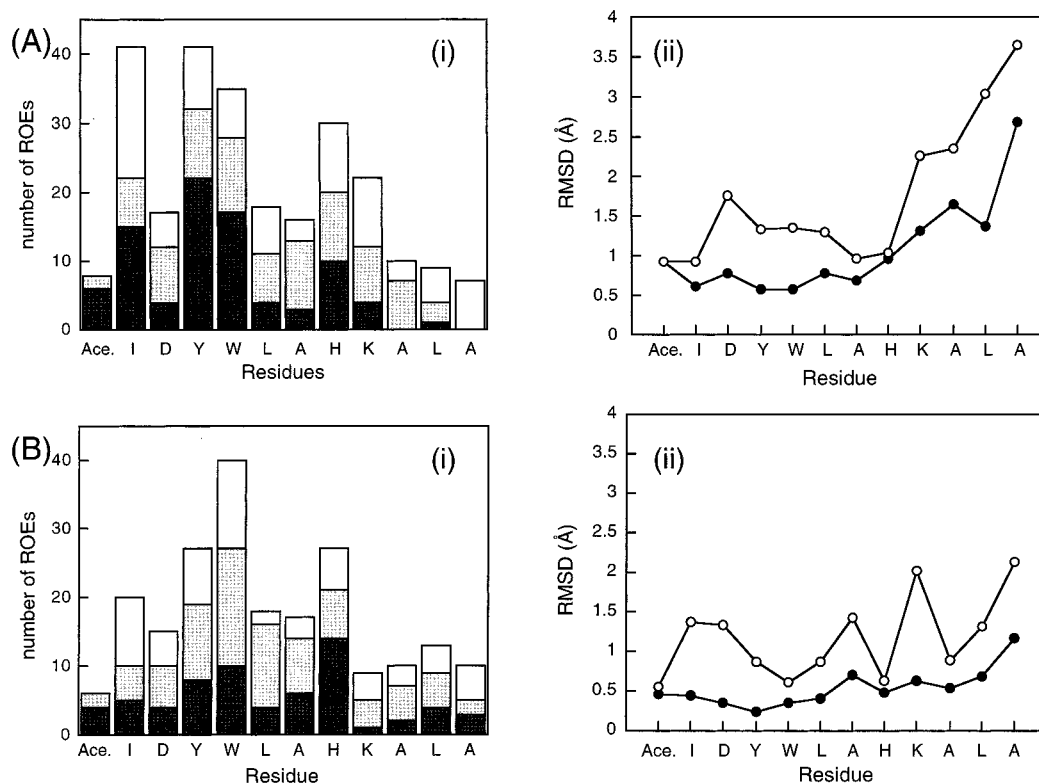 (A)
(i)
number of ROEs
40
30
20
10
0
Ace. I D Y W L A H K A L A
Residues
(ii)
RMSD (Å)
4
3.5
3
2.5
2
1.5
1
0.5
0
Ace. I D Y W L A H K A L A
Residue
(B)
(i)
number of ROEs
40
30
20
10
0
Ace. I D Y W L A H K A L A
Residue
(ii)
RMSD (Å)
4
3.5
3
2.5
2
1.5
1
0.5
0
Ace. I D Y W L A H K A L A
Residue